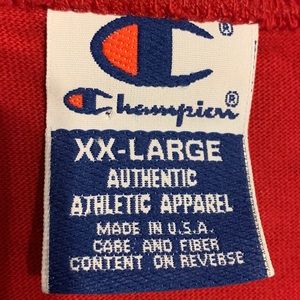 Champion®
XX-LARGE
AUTHENTIC
ATHLETIC APPAREL
MADE IN U.S.A.
CARE AND FIBER
CONTENT ON REVERSE